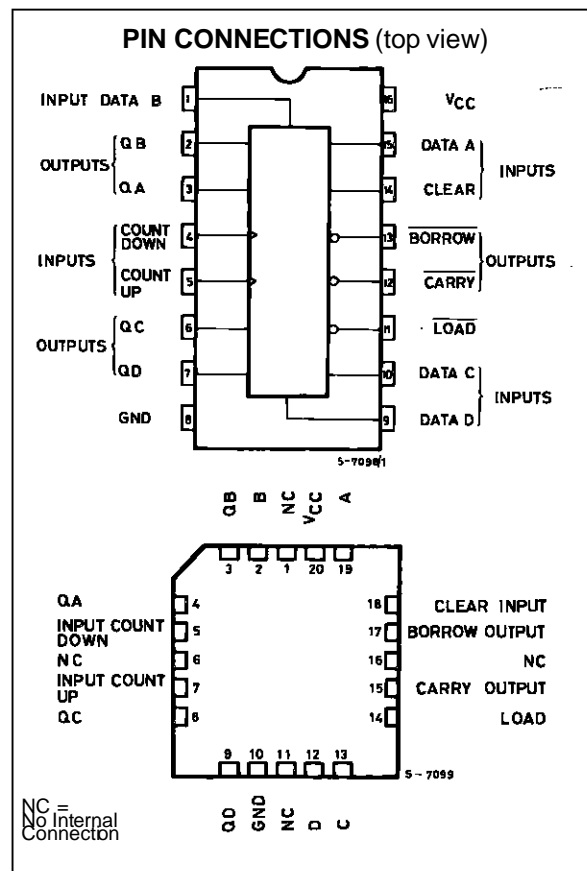 PIN CONNECTIONS (top view)
INPUT DATA B 1 16 VCC
OUTPUTS QB 2 15 DATA A INPUTS
QA 3 14 CLEAR
INPUTS COUNT DOWN 4 13 BORROW OUTPUTS
COUNT UP 5 12 CARRY
OUTPUTS QC 6 11 LOAD
QD 7 10 DATA C INPUTS
GND 8 9 DATA D
S-7098/1
QB B NC VCC A
3 2 1 20 19
QA 4 18 CLEAR INPUT
INPUT COUNT DOWN 5 17 BORROW OUTPUT
NC 6 16 NC
INPUT COUNT UP 7 15 CARRY OUTPUT
QC 8 14 LOAD
9 10 11 12 13
S-7099
QD GND NC D C
NC =
No Internal
Connection